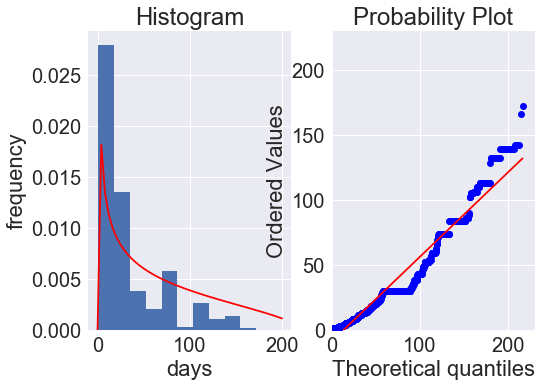 Histogram
0.025
0.020
0.015
0.010
0.005
0.000
frequency
0
100
200
days
Probability Plot
200
150
100
50
0
Ordered Values
0
100
200
Theoretical quantiles